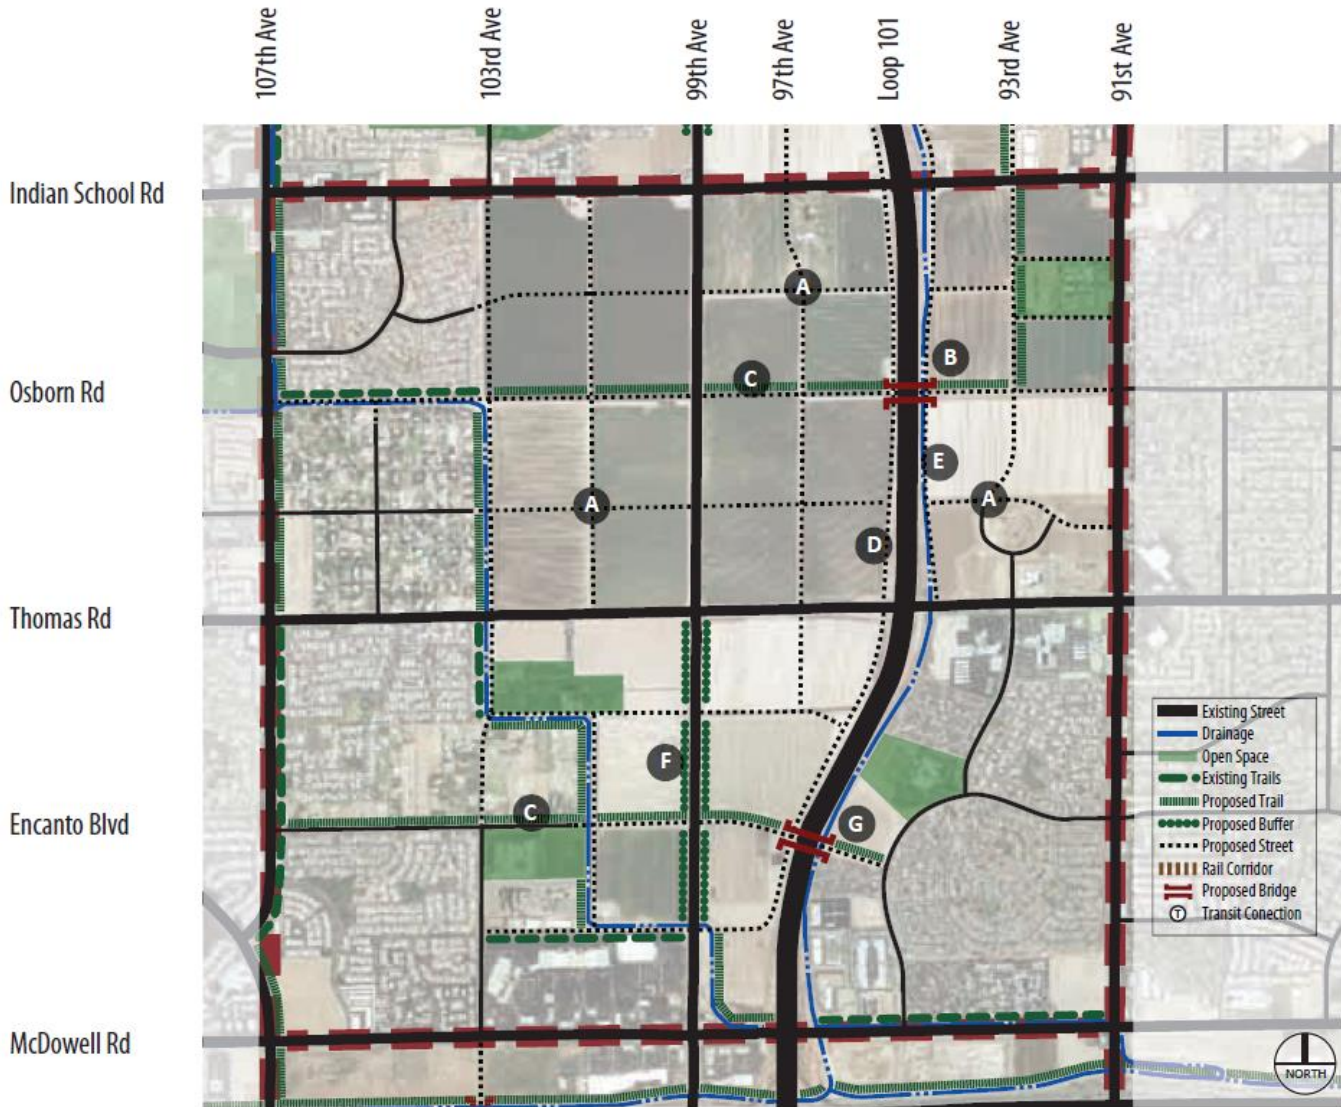 107th Ave
103rd Ave
99th Ave
97th Ave
Loop 101
93rd Ave
91st Ave
Indian School Rd
A
B
C
Osborn Rd
E
A
A
D
Thomas Rd
Existing Street
Drainage
Open Space
Existing Trails
Proposed Trail
Proposed Buffer
Proposed Street
Rail Corridor
Proposed Bridge
T Transit Conection
F
C
G
Encanto Blvd
McDowell Rd
NORTH